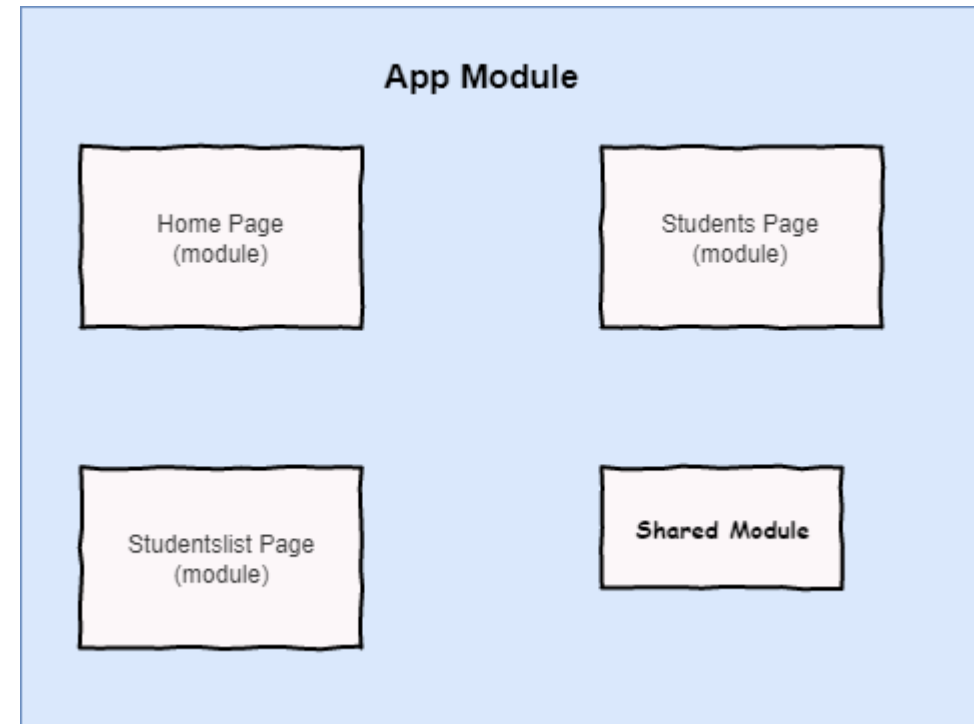 App Module
Home Page
(module)
Students Page
(module)
Studentslist Page
(module)
Shared Module